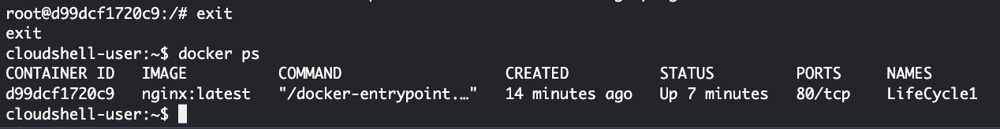 root@d99dcf1720c9:/# exit
exit
cloudshell-user:~$ docker ps
CONTAINER ID   IMAGE          COMMAND                  CREATED          STATUS         PORTS     NAMES
d99dcf1720c9   nginx:latest   "/docker-entrypoint.…"   14 minutes ago   Up 7 minutes   80/tcp    LifeCycle1
cloudshell-user:~$